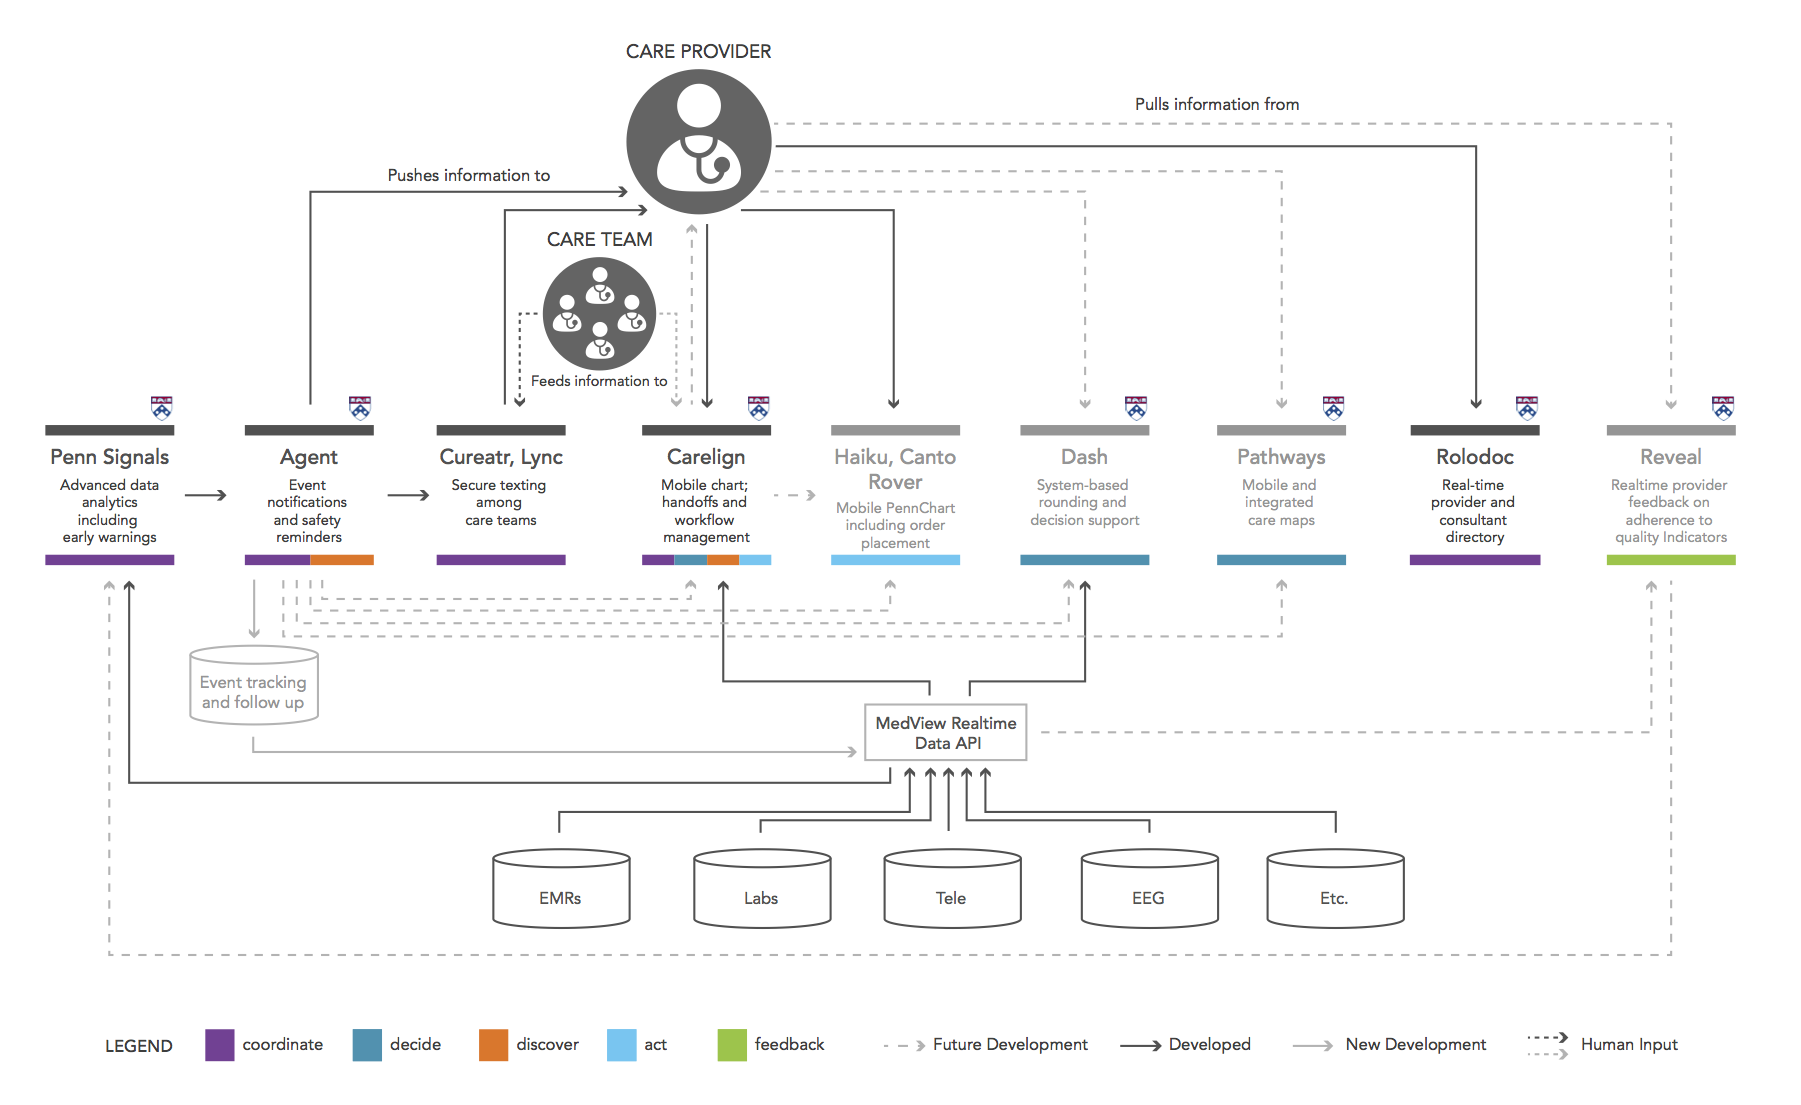 CARE PROVIDER
Pulls information from
Pushes information to
CARE TEAM
Feeds information to
Penn Signals
Advanced data
analytics
including
early warnings
Agent
Event
notifications
and safety
reminders
Cureatr, Lync
Secure texting
among
care teams
Carelign
Mobile chart;
handoffs and
workflow
management
Haiku, Canto
Rover
Mobile PennChart
including order
placement
Dash
System-based
rounding and
decision support
Pathways
Mobile and
integrated
care maps
Rolodoc
Real-time
provider and
consultant
directory
Reveal
Realtime provider
feedback on
adherence to
quality Indicators
Event tracking
and follow up
MedView Realtime
Data API
EMRs
Labs
Tele
EEG
Etc.
LEGEND
coordinate
decide
discover
act
feedback
Future Development
Developed
New Development
Human Input